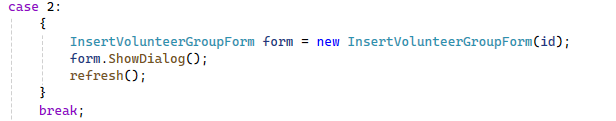 case 2:
{
InsertVolunteerGroupForm form = new InsertVolunteerGroupForm(id);
form.ShowDialog();
refresh();
}
break;